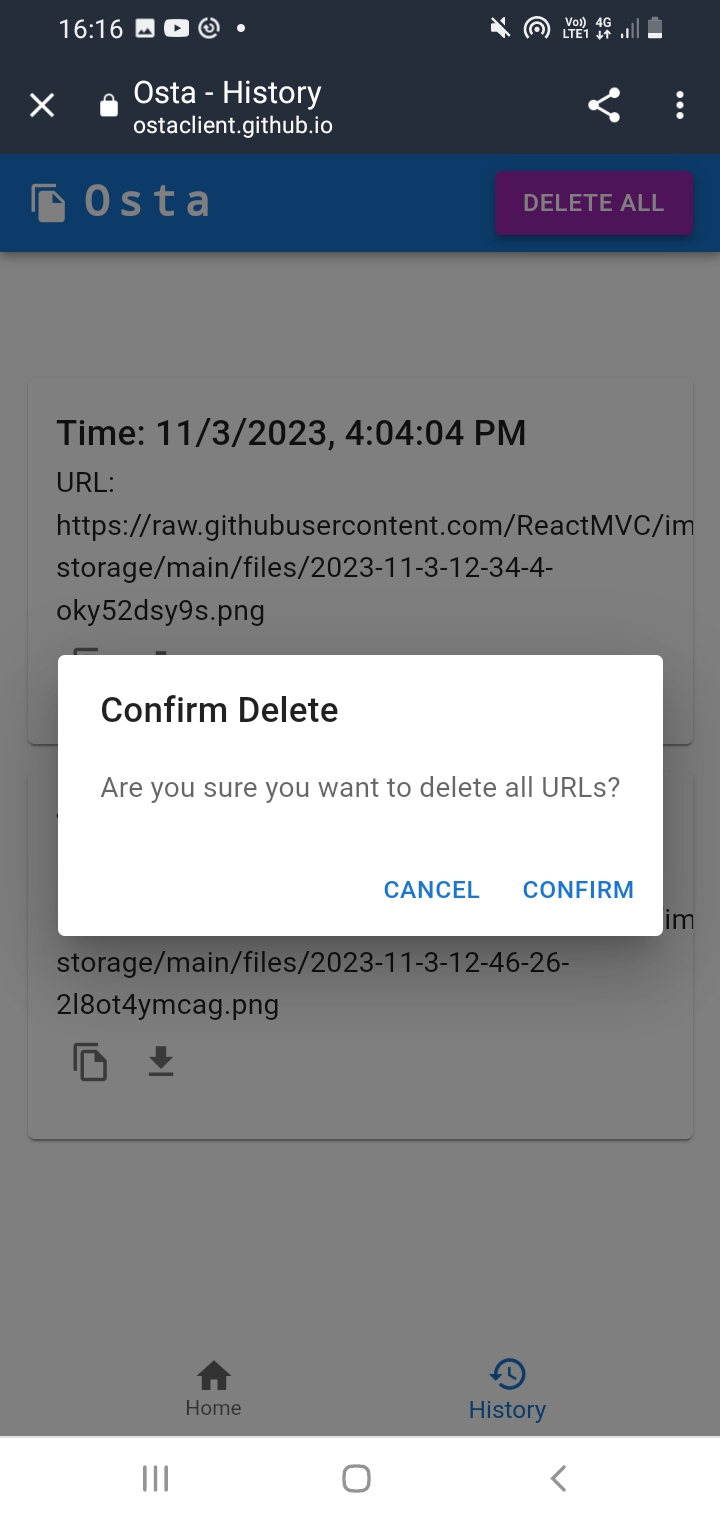 16:16
Vo)) 4G
LTE1
Osta - History
ostaclient.github.io
Osta
DELETE ALL
Time: 11/3/2023, 4:04:04 PM
URL:
https://raw.githubusercontent.com/ReactMVC/im
storage/main/files/2023-11-3-12-34-4-
oky52dsy9s.png
Confirm Delete
Are you sure you want to delete all URLs?
CANCEL CONFIRM
im
storage/main/files/2023-11-3-12-46-26-
2l8ot4ymcag.png
Home
History